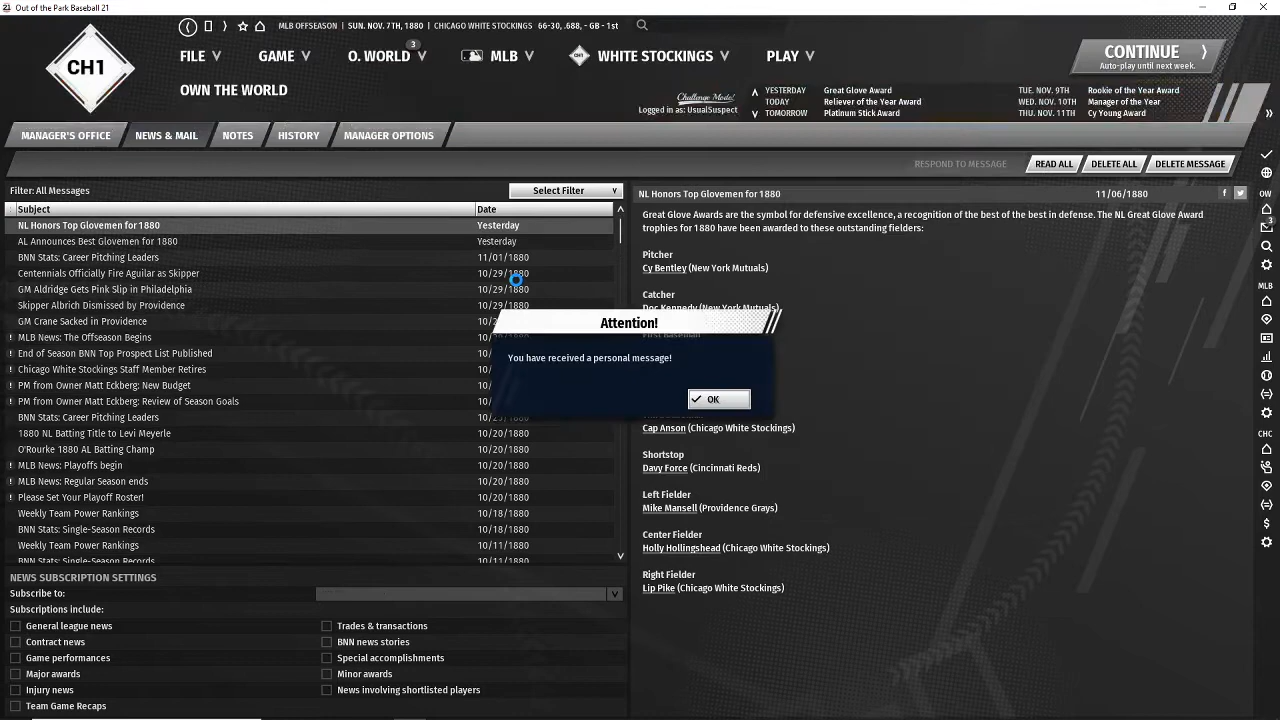 Out of the Park Baseball 21
MLB OFFSEASON | SUN. NOV. 7TH, 1880 | CHICAGO WHITE STOCKINGS 66-30, .688, - GB - 1st
CH1
FILE
GAME
O. WORLD
3
MLB
CH1
WHITE STOCKINGS
PLAY
CONTINUE
Auto-play until next week.
OWN THE WORLD
Challenge Mode!
Logged in as: UsualSuspect
YESTERDAY Great Glove Award
TODAY Reliever of the Year Award
TOMORROW Platinum Stick Award
TUE. NOV. 9TH Rookie of the Year Award
WED. NOV. 10TH Manager of the Year
THU. NOV. 11TH Cy Young Award
MANAGER'S OFFICE
NEWS & MAIL
NOTES
HISTORY
MANAGER OPTIONS
RESPOND TO MESSAGE
READ ALL
DELETE ALL
DELETE MESSAGE
Filter: All Messages
Select Filter
Subject Date
NL Honors Top Glovemen for 1880 Yesterday
AL Announces Best Glovemen for 1880 Yesterday
BNN Stats: Career Pitching Leaders 11/01/1880
Centennials Officially Fire Aguilar as Skipper 10/29/1880
GM Aldridge Gets Pink Slip in Philadelphia 10/29/1880
Skipper Albrich Dismissed by Providence 10/29/1880
GM Crane Sacked in Providence
! MLB News: The Offseason Begins
End of Season BNN Top Prospect List Published
Chicago White Stockings Staff Member Retires
! PM from Owner Matt Eckberg: New Budget
! PM from Owner Matt Eckberg: Review of Season Goals
BNN Stats: Career Pitching Leaders
1880 NL Batting Title to Levi Meyerle 10/20/1880
O'Rourke 1880 AL Batting Champ 10/20/1880
! MLB News: Playoffs begin 10/20/1880
! MLB News: Regular Season ends 10/20/1880
! Please Set Your Playoff Roster! 10/20/1880
Weekly Team Power Rankings 10/18/1880
BNN Stats: Single-Season Records 10/18/1880
Weekly Team Power Rankings 10/11/1880
BNN Stats: Single-Season Records 10/11/1880
NEWS SUBSCRIPTION SETTINGS
Subscribe to:
Subscriptions include:
General league news
Trades & transactions
Contract news
BNN news stories
Game performances
Special accomplishments
Major awards
Minor awards
Injury news
News involving shortlisted players
Team Game Recaps
NL Honors Top Glovemen for 1880 11/06/1880
Great Glove Awards are the symbol for defensive excellence, a recognition of the best of the best in defense. The NL Great Glove Award
trophies for 1880 have been awarded to these outstanding fielders:
Pitcher
Cy Bentley (New York Mutuals)
Catcher
Doc Kennedy (New York Mutuals)
Cap Anson (Chicago White Stockings)
Shortstop
Davy Force (Cincinnati Reds)
Left Fielder
Mike Mansell (Providence Grays)
Center Fielder
Holly Hollingshead (Chicago White Stockings)
Right Fielder
Lip Pike (Chicago White Stockings)
Attention!
You have received a personal message!
OK
OW
3
MLB
CHC